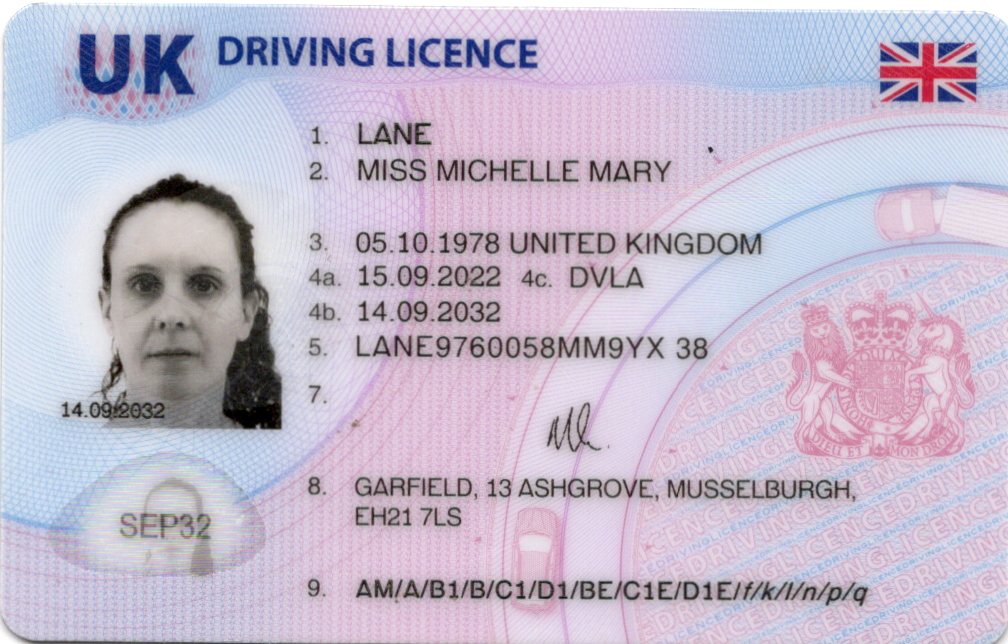 UK DRIVING LICENCE
1. LANE
2. MISS MICHELLE MARY
3. 05.10.1978 UNITED KINGDOM
4a. 15.09.2022 4c. DVLA
4b. 14.09.2032
5. LANE9760058MM9YX 38
7.
14.09.2032
8. GARFIELD, 13 ASHGROVE, MUSSELBURGH,
EH21 7LS
SEP32
9. AM/A/B1/B/C1/D1/BE/C1E/D1E/f/k/l/n/p/q
DIEU ET MON DROIT